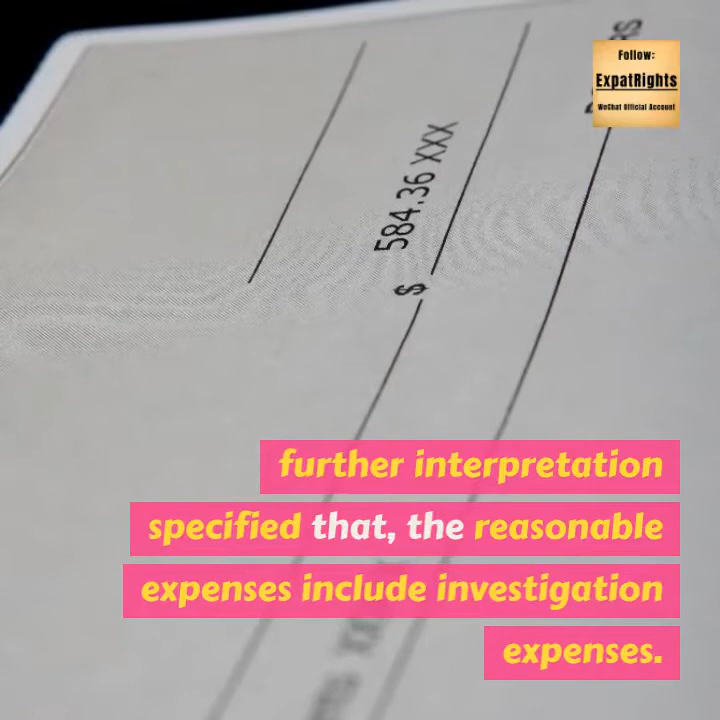 Follow:
ExpatRights
WeChat Official Account
$ 584.36 XXX
further interpretation
specified that, the reasonable
expenses include investigation
expenses.